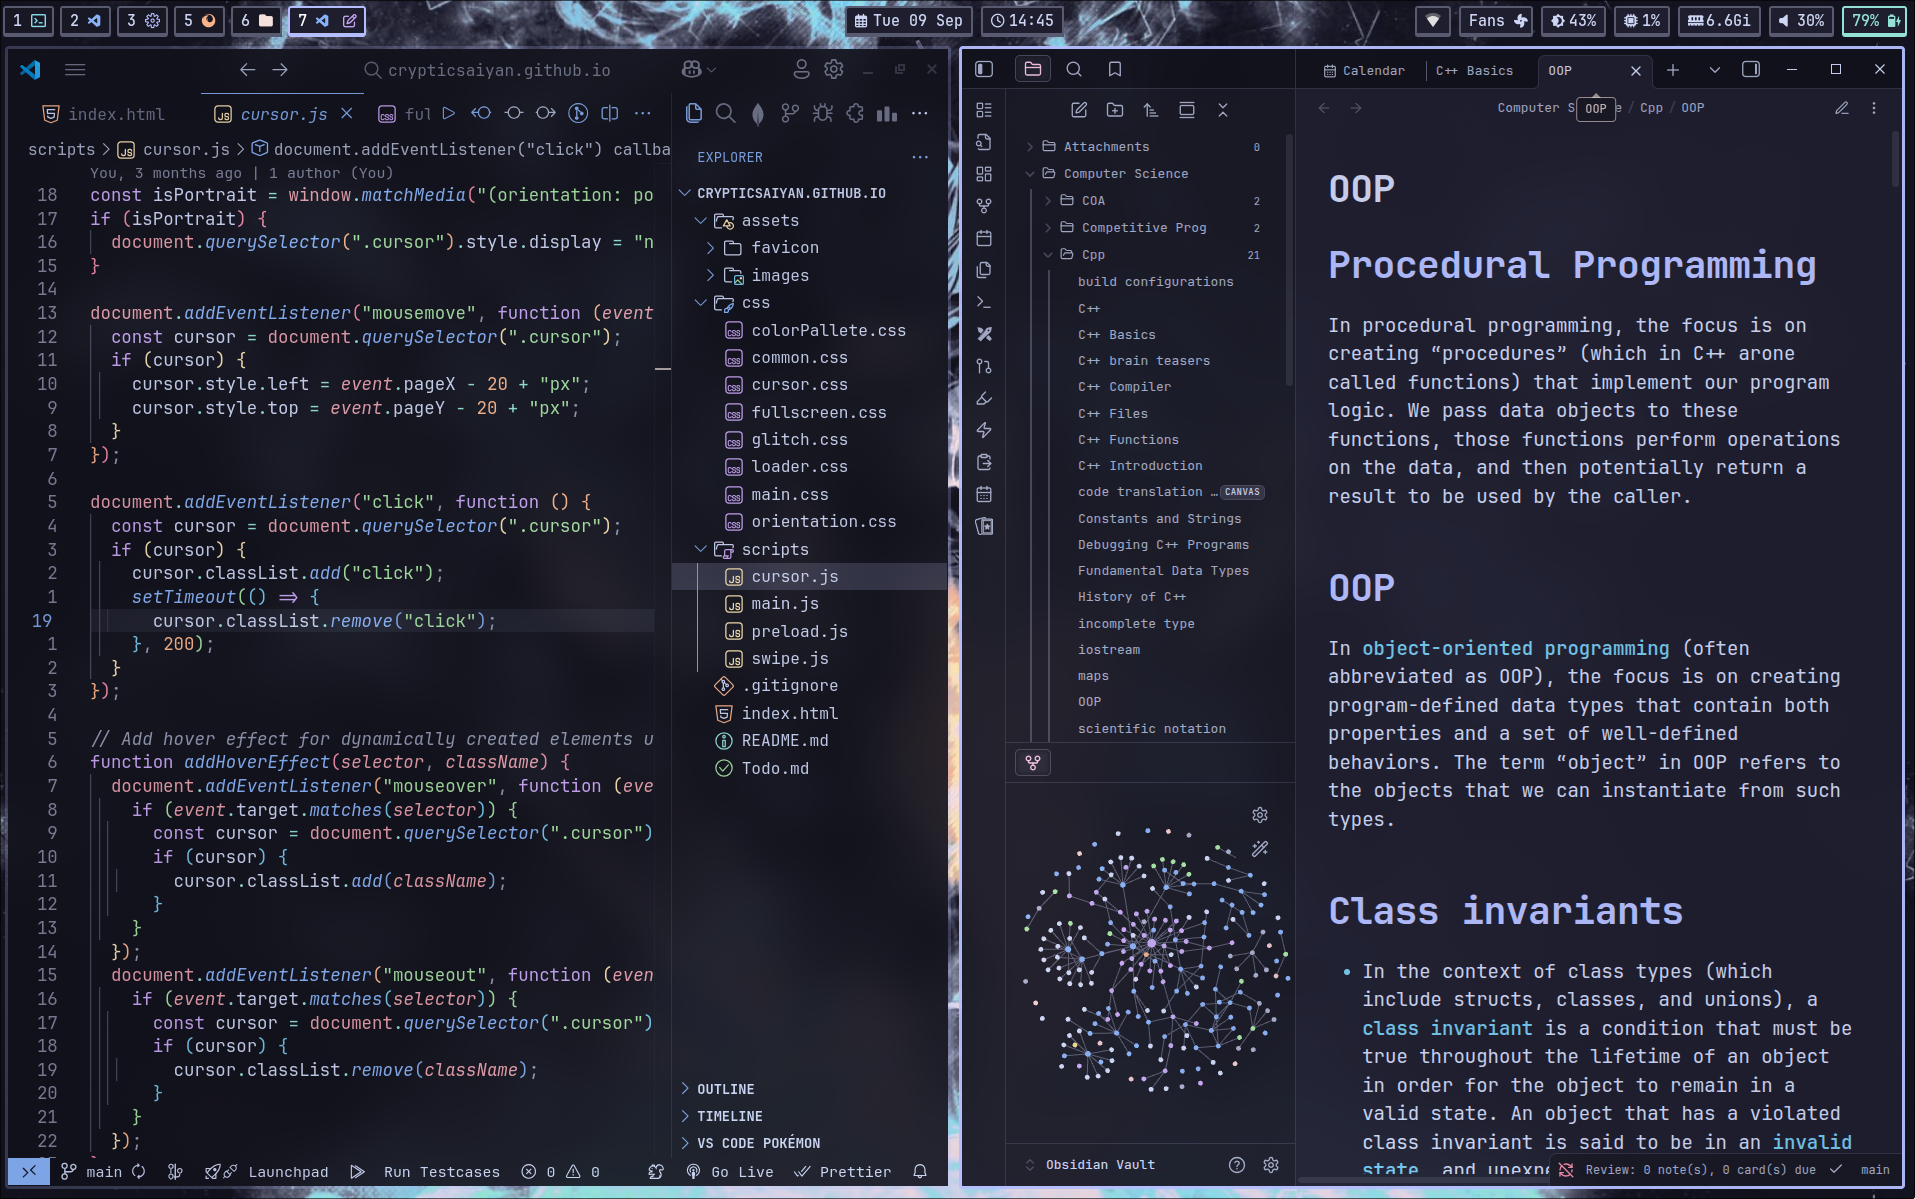 1
2
3
5
6
7
Tue 09 Sep
14:45
Fans
43%
1%
6.6Gi
30%
79%
crypticsaiyan.github.io
index.html
cursor.js
ful
scripts > cursor.js > document.addEventListener("click") callba
You, 3 months ago | 1 author (You)
18 const isPortrait = window.matchMedia("(orientation: po
17 if (isPortrait) {
16 document.querySelector(".cursor").style.display = "n
15 }
14
13 document.addEventListener("mousemove", function (event
12 const cursor = document.querySelector(".cursor");
11 if (cursor) {
10 cursor.style.left = event.pageX - 20 + "px";
9 cursor.style.top = event.pageY - 20 + "px";
8 }
7 });
6
5 document.addEventListener("click", function () {
4 const cursor = document.querySelector(".cursor");
3 if (cursor) {
2 cursor.classList.add("click");
1 setTimeout(() => {
19 cursor.classList.remove("click");
1 }, 200);
2 }
3 });
4
5 // Add hover effect for dynamically created elements u
6 function addHoverEffect(selector, className) {
7 document.addEventListener("mouseover", function (eve
8 if (event.target.matches(selector)) {
9 const cursor = document.querySelector(".cursor")
10 if (cursor) {
11 cursor.classList.add(className);
12 }
13 }
14 });
15 document.addEventListener("mouseout", function (even
16 if (event.target.matches(selector)) {
17 const cursor = document.querySelector(".cursor")
18 if (cursor) {
19 cursor.classList.remove(className);
20 }
21 }
22 });
EXPLORER
CRYPTICSAIYAN.GITHUB.IO
assets
favicon
images
css
colorPallete.css
common.css
cursor.css
fullscreen.css
glitch.css
loader.css
main.css
orientation.css
scripts
cursor.js
main.js
preload.js
swipe.js
.gitignore
index.html
README.md
Todo.md
OUTLINE
TIMELINE
VS CODE POKÉMON
main
Launchpad
Run Testcases
0
0
Go Live
Prettier
Calendar
C++ Basics
OOP
Computer S e / Cpp / OOP
OOP
Attachments 0
Computer Science
COA 2
Competitive Prog 2
Cpp 21
build configurations
C++
C++ Basics
C++ brain teasers
C++ Compiler
C++ Files
C++ Functions
C++ Introduction
code translation … CANVAS
Constants and Strings
Debugging C++ Programs
Fundamental Data Types
History of C++
incomplete type
iostream
maps
OOP
scientific notation
Obsidian Vault
OOP
Procedural Programming
In procedural programming, the focus is on
creating “procedures” (which in C++ arone
called functions) that implement our program
logic. We pass data objects to these
functions, those functions perform operations
on the data, and then potentially return a
result to be used by the caller.
OOP
In object-oriented programming (often
abbreviated as OOP), the focus is on creating
program-defined data types that contain both
properties and a set of well-defined
behaviors. The term “object” in OOP refers to
the objects that we can instantiate from such
types.
Class invariants
• In the context of class types (which
include structs, classes, and unions), a
class invariant is a condition that must be
true throughout the lifetime of an object
in order for the object to remain in a
valid state. An object that has a violated
class invariant is said to be in an invalid
state, and unexpe
Review: 0 note(s), 0 card(s) due
main